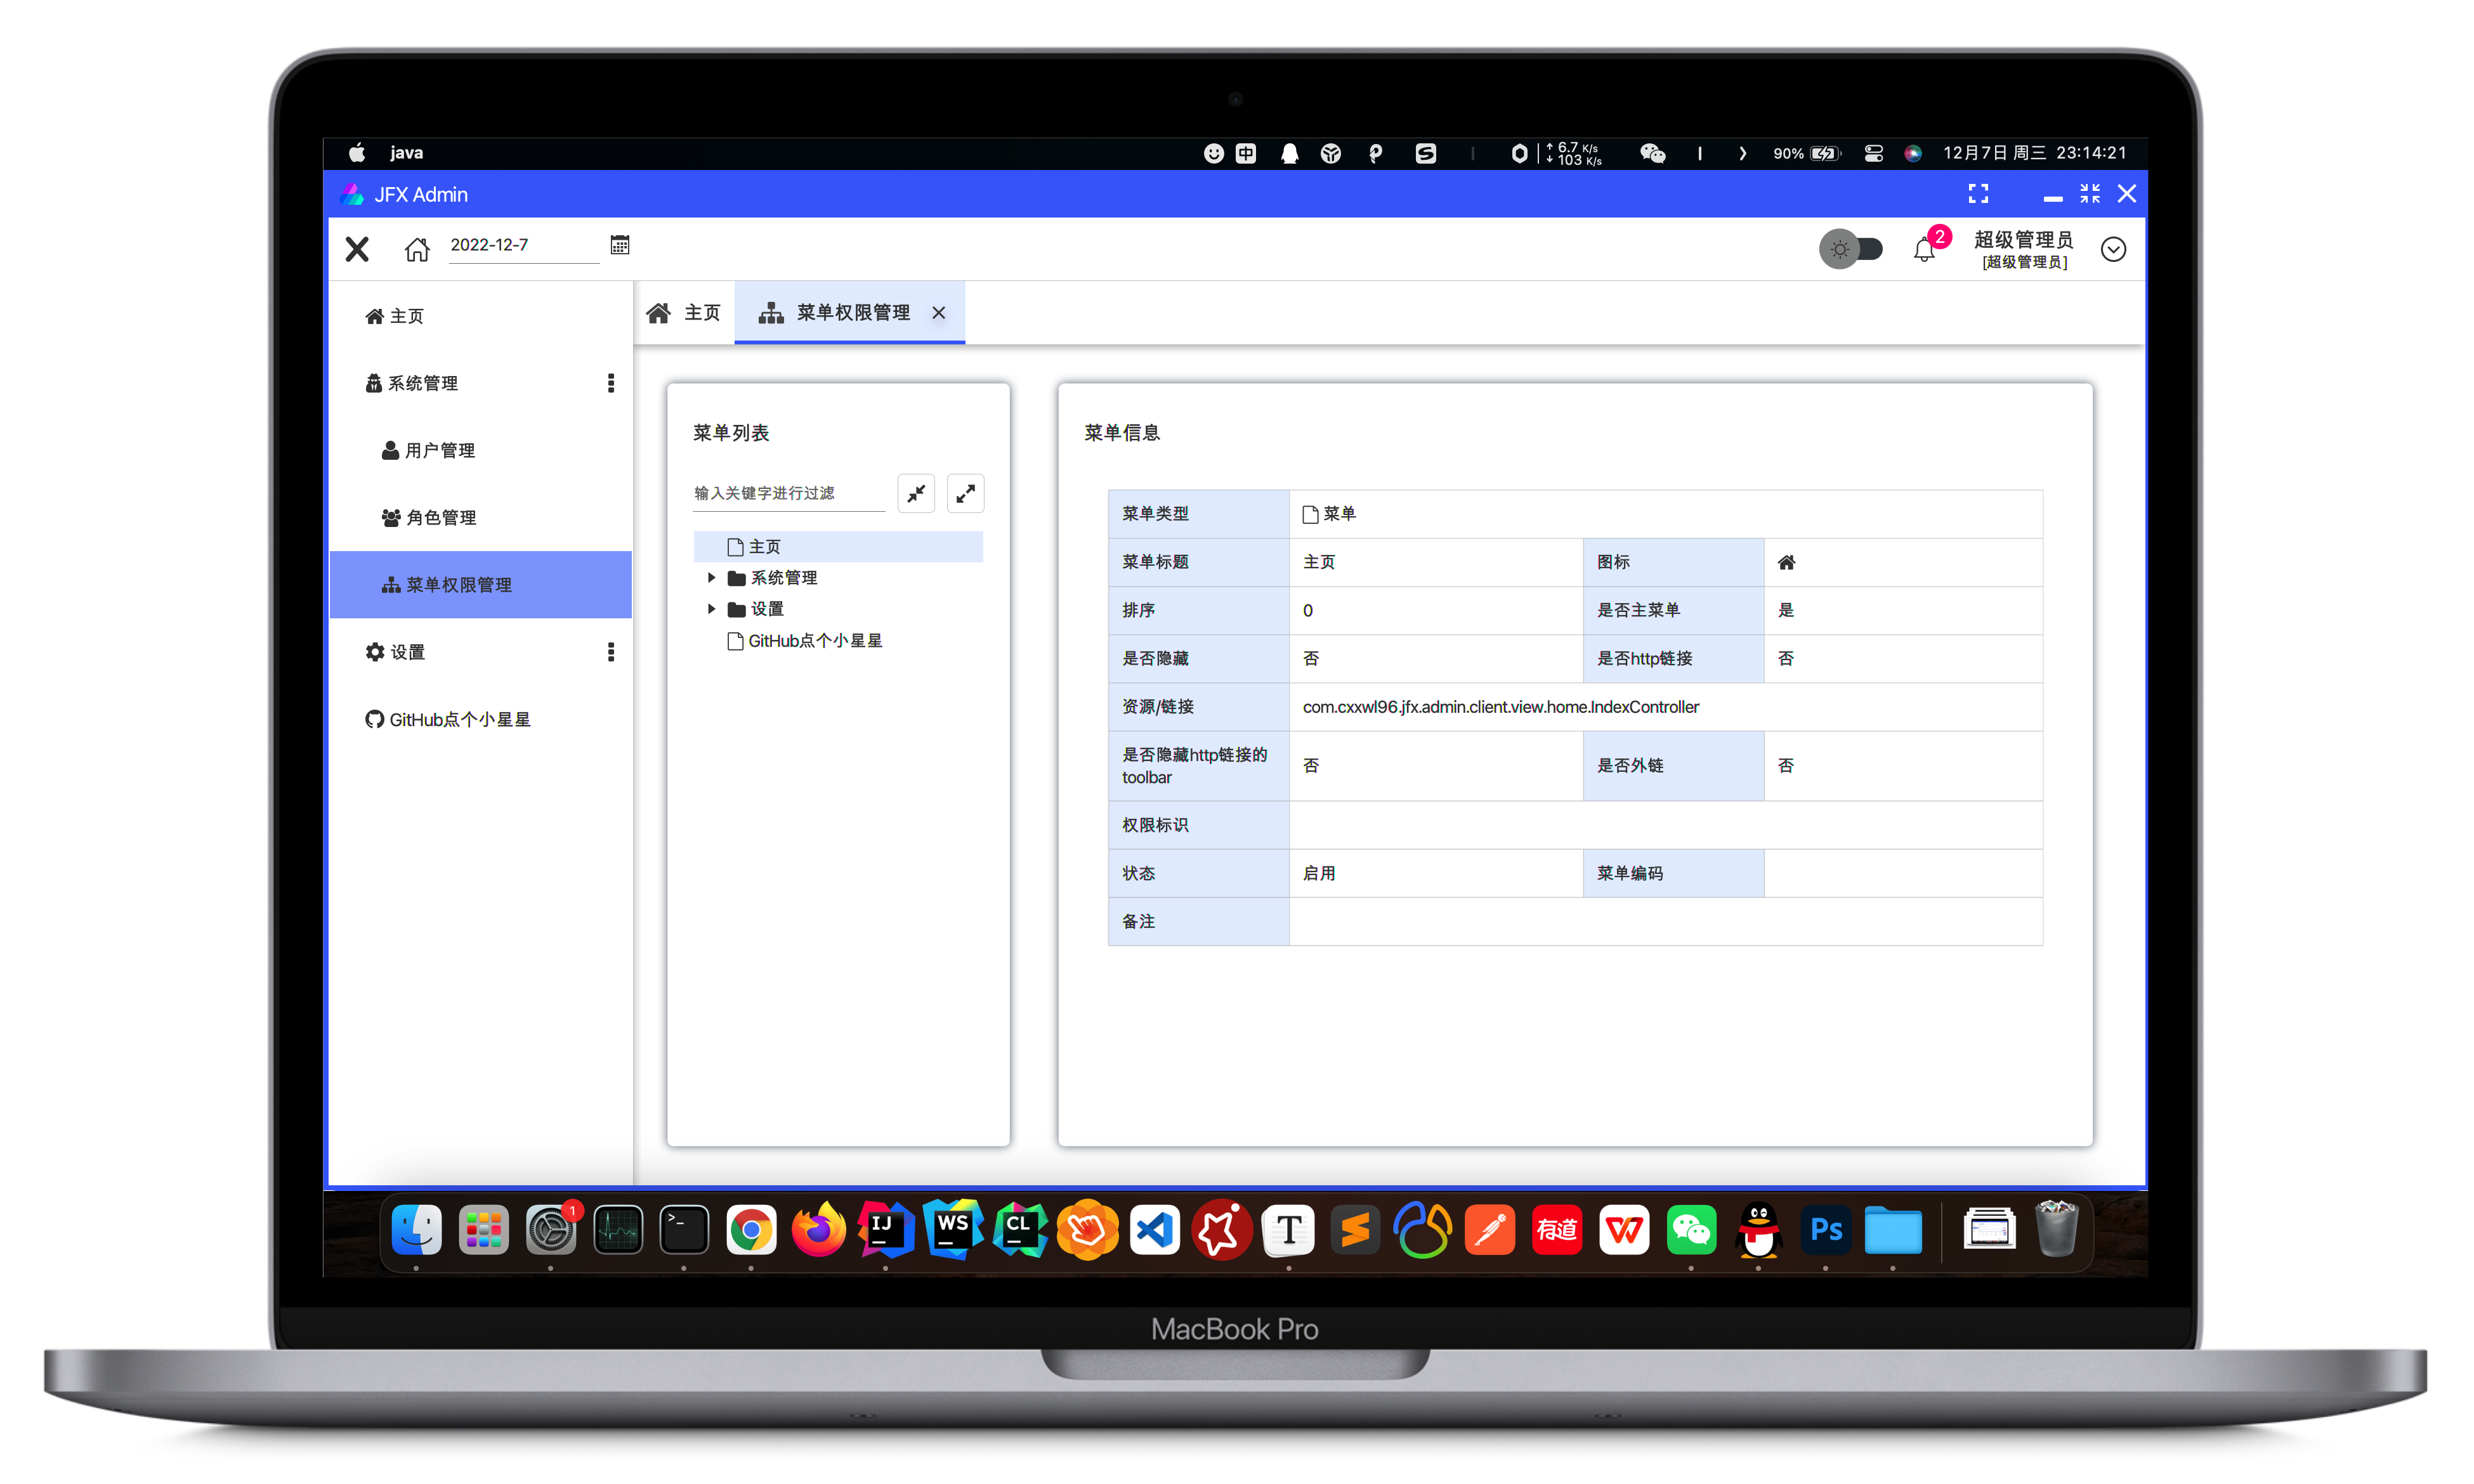 java
中
6.7 K/s
103 K/s
90%
12月7日 周三 23:14:21
JFX Admin
2022-12-7
2
超级管理员
[超级管理员]
主页
系统管理
用户管理
角色管理
菜单权限管理
设置
GitHub点个小星星
主页
菜单权限管理
菜单列表
输入关键字进行过滤
主页
系统管理
设置
GitHub点个小星星
菜单信息
菜单类型 菜单
菜单标题 主页 图标
排序 0 是否主菜单 是
是否隐藏 否 是否http链接 否
资源/链接 com.cxxwl96.jfx.admin.client.view.home.IndexController
是否隐藏http链接的
toolbar
否 是否外链 否
权限标识
状态 启用 菜单编码
备注
1
>_
IJ
WS
CL
T
有道
W
Ps
MacBook Pro